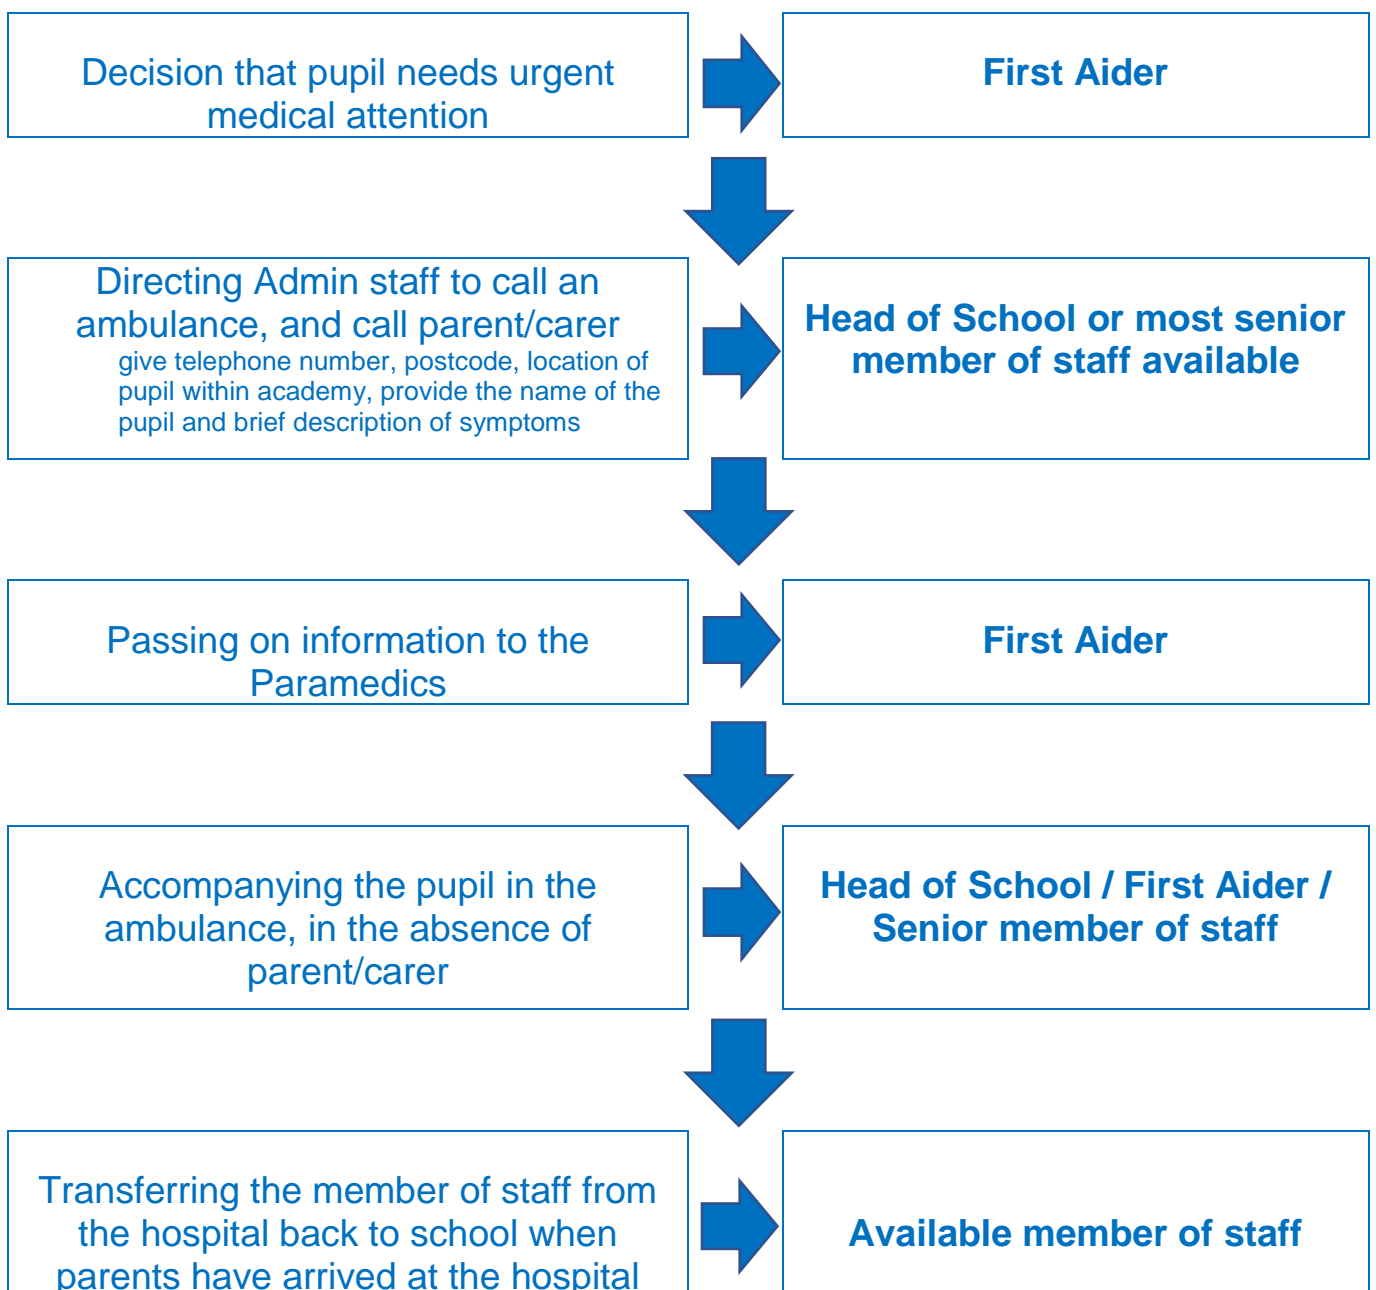 Decision that pupil needs urgent
medical attention
First Aider
Directing Admin staff to call an
ambulance, and call parent/carer
give telephone number, postcode, location of
pupil within academy, provide the name of the
pupil and brief description of symptoms
Head of School or most senior
member of staff available
Passing on information to the
Paramedics
First Aider
Accompanying the pupil in the
ambulance, in the absence of
parent/carer
Head of School / First Aider /
Senior member of staff
Transferring the member of staff from
the hospital back to school when
parents have arrived at the hospital
Available member of staff